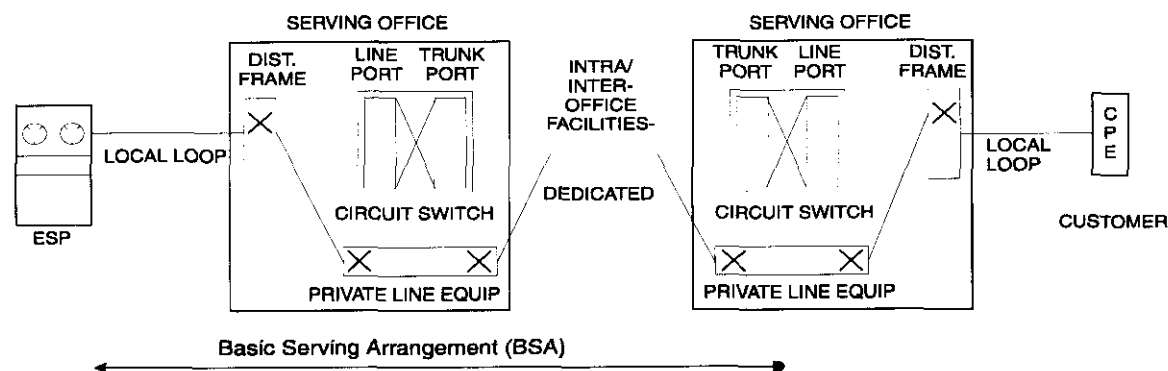 SERVING OFFICE
SERVING OFFICE
DIST.
FRAME
LINE
PORT
TRUNK
PORT
INTRA/
INTER-
OFFICE
FACILITIES-
TRUNK
PORT
LINE
PORT
DIST.
FRAME
CPE
LOCAL LOOP
LOCAL
LOOP
DEDICATED
CIRCUIT SWITCH
CIRCUIT SWITCH
CUSTOMER
ESP
PRIVATE LINE EQUIP
PRIVATE LINE EQUIP
Basic Serving Arrangement (BSA)